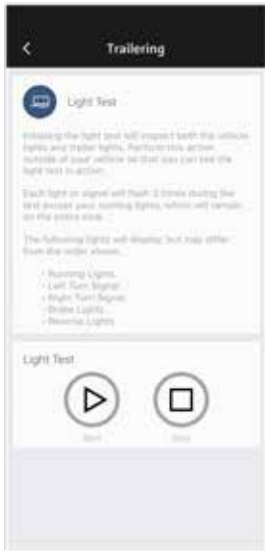 Trailering
Light Test
Initiating the light test will inspect both the vehicle
lights and trailer lights. Perform this action
outside of your vehicle so that you can see the
light test in action.
Each light or signal will flash 3 times during the
test except your running lights, which will remain
on the entire time.
The following lights will display, but may differ
from the order shown.
- Running Lights
- Left Turn Signal
- Right Turn Signal
- Brake Lights
- Reverse Lights
Light Test
Start
Stop